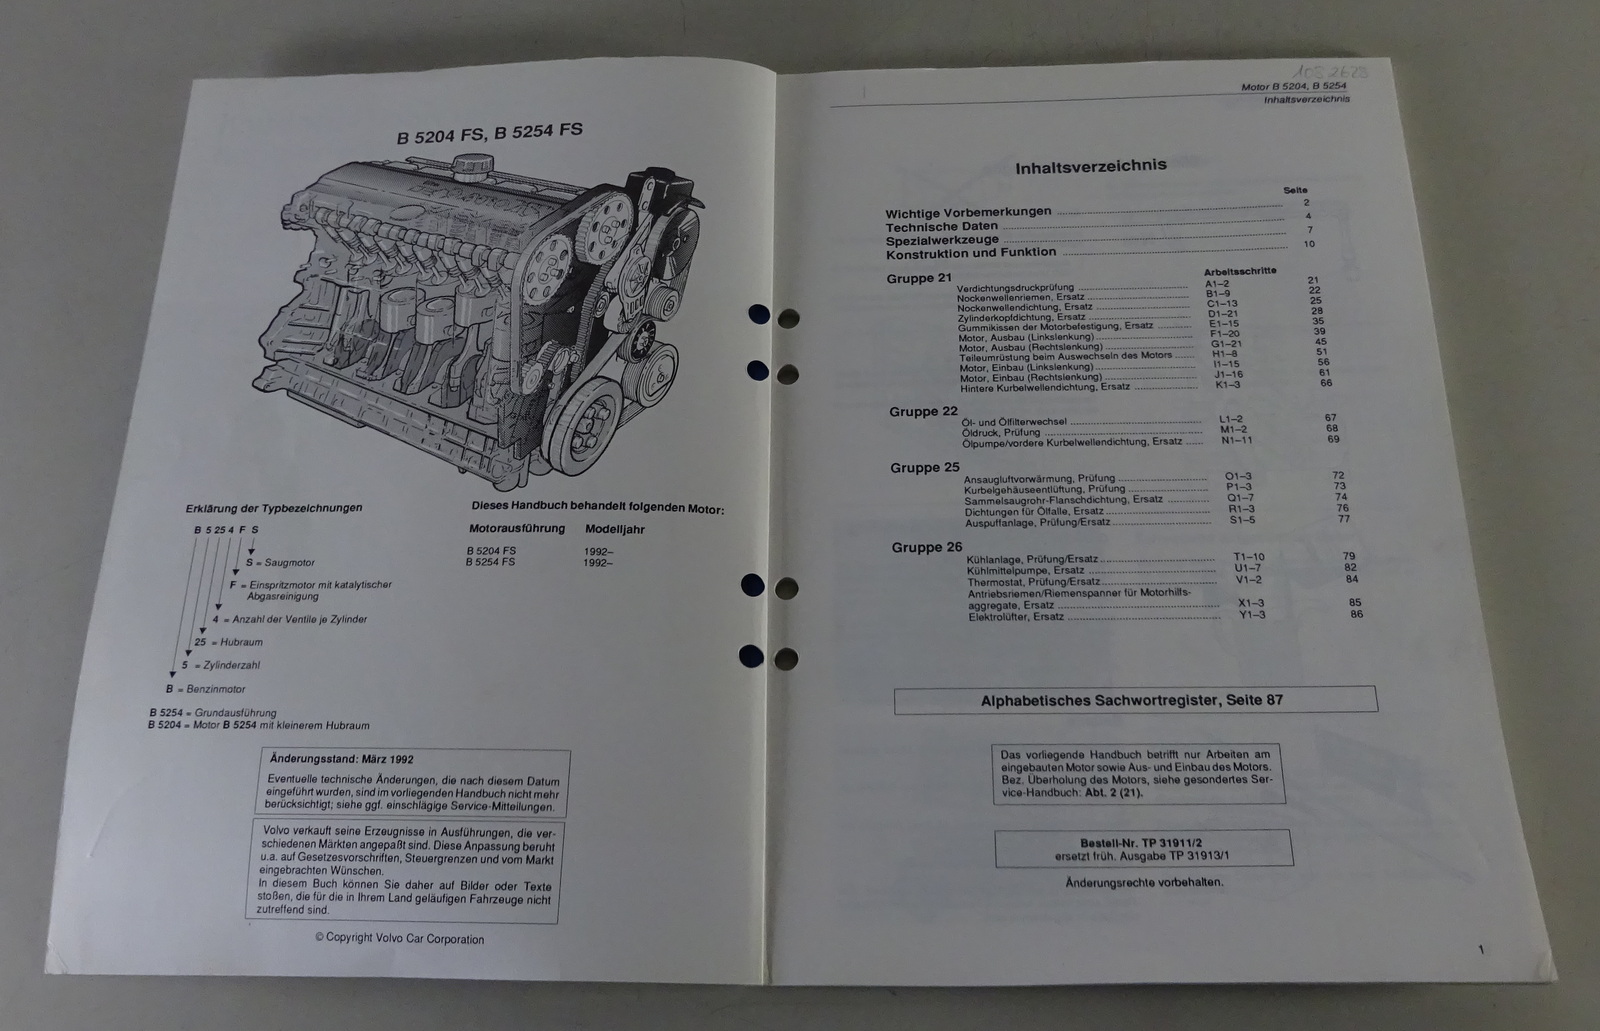 B 5204 FS, B 5254 FS
Erklärung der Typbezeichnungen
B 5 25 4 F S
S = Saugmotor
F = Einspritzmotor mit katalytischer
Abgasreinigung
4 = Anzahl der Ventile je Zylinder
25 = Hubraum
5 = Zylinderzahl
B = Benzinmotor
B 5254 = Grundausführung
B 5204 = Motor B 5254 mit kleinerem Hubraum
Dieses Handbuch behandelt folgenden Motor:
Motorausführung Modelljahr
B 5204 FS 1992–
B 5254 FS 1992–
Änderungsstand: März 1992
Eventuelle technische Änderungen, die nach diesem Datum
eingeführt wurden, sind im vorliegenden Handbuch nicht mehr
berücksichtigt; siehe ggf. einschlägige Service-Mitteilungen.
Volvo verkauft seine Erzeugnisse in Ausführungen, die ver-
schiedenen Märkten angepaßt sind. Diese Anpassung beruht
u.a. auf Gesetzesvorschriften, Steuergrenzen und vom Markt
eingebrachten Wünschen.
In diesem Buch können Sie daher auf Bilder oder Texte
stoßen, die für die in Ihrem Land geläufigen Fahrzeuge nicht
zutreffend sind.
© Copyright Volvo Car Corporation
Motor B 5204, B 5254
Inhaltsverzeichnis
Inhaltsverzeichnis
Seite
Wichtige Vorbemerkungen 2
Technische Daten 4
Spezialwerkzeuge 7
Konstruktion und Funktion 10
Gruppe 21 Arbeitsschritte
Verdichtungsdruckprüfung A1–2 21
Nockenwellenriemen, Ersatz B1–9 22
Nockenwellendichtung, Ersatz C1–13 25
Zylinderkopfdichtung, Ersatz D1–21 28
Gummikissen der Motorbefestigung, Ersatz E1–15 35
Motor, Ausbau (Linkslenkung) F1–20 39
Motor, Ausbau (Rechtslenkung) G1–21 45
Teileumrüstung beim Auswechseln des Motors H1–8 51
Motor, Einbau (Linkslenkung) I1–15 56
Motor, Einbau (Rechtslenkung) J1–16 61
Hintere Kurbelwellendichtung, Ersatz K1–3 66
Gruppe 22
Öl- und Ölfilterwechsel L1–2 67
Öldruck, Prüfung M1–2 68
Ölpumpe/vordere Kurbelwellendichtung, Ersatz N1–11 69
Gruppe 25
Ansaugluftvorwärmung, Prüfung O1–3 72
Kurbelgehäuseentlüftung, Prüfung P1–3 73
Sammelsaugrohr-Flanschdichtung, Ersatz Q1–7 74
Dichtungen für Ölfalle, Ersatz R1–3 76
Auspuffanlage, Prüfung/Ersatz S1–5 77
Gruppe 26
Kühlanlage, Prüfung/Ersatz T1–10 79
Kühlmittelpumpe, Ersatz U1–7 82
Thermostat, Prüfung/Ersatz V1–2 84
Antriebsriemen/Riemenspanner für Motorhilfs-
aggregate, Ersatz X1–3 85
Elektrolüfter, Ersatz Y1–3 86
Alphabetisches Sachwortregister, Seite 87
Das vorliegende Handbuch betrifft nur Arbeiten am
eingebauten Motor sowie Aus- und Einbau des Motors.
Bez. Überholung des Motors, siehe gesondertes Ser-
vice-Handbuch: Abt. 2 (21).
Bestell-Nr. TP 31911/2
ersetzt früh. Ausgabe TP 31913/1
Änderungsrechte vorbehalten.
1